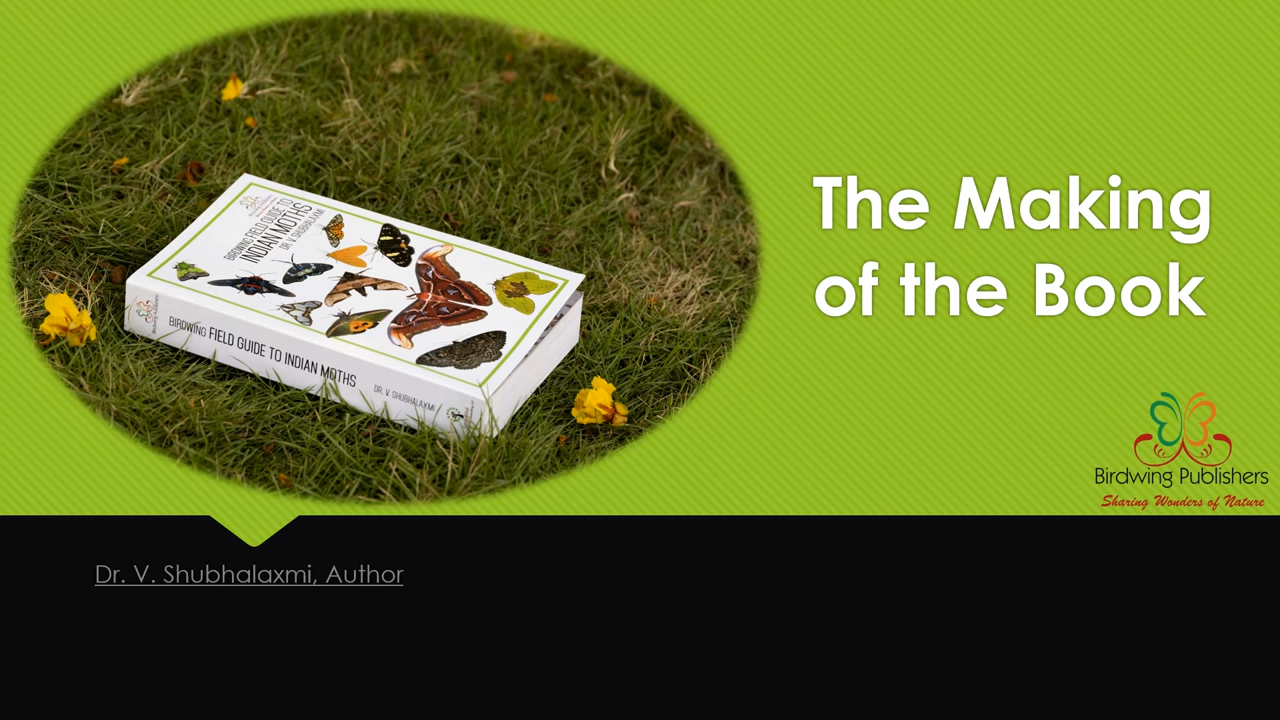 The Making
of the Book
BIRDWING FIELD GUIDE TO
INDIAN MOTHS
DR. V. SHUBHALAXMI
BIRDWING FIELD GUIDE TO INDIAN MOTHS
DR. V. SHUBHALAXMI
Birdwing Publishers
Sharing Wonders of Nature
Dr. V. Shubhalaxmi, Author